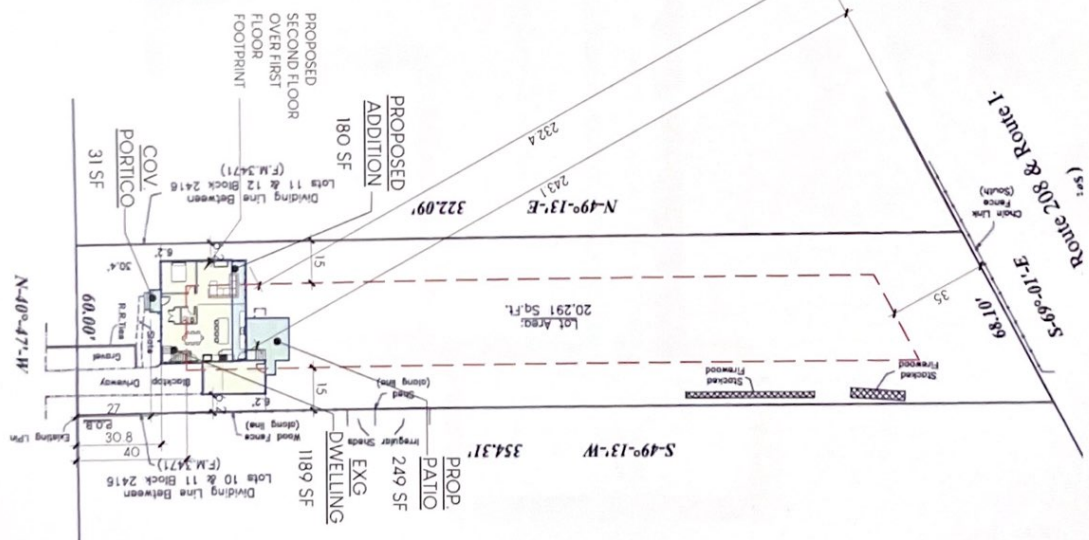 PROPOSED
SECOND FLOOR
OVER FIRST
FLOOR
FOOTPRINT
PROPOSED
ADDITION
180 SF
COV.
PORTICO
31 SF
Dividing Line Between
Lots 11 & 12 Block 2416
(F.M.3471)
N-49°-13'-E
322.09'
232.4
243.1
Route 208 & Route 1-
Chain Link
Fence
(South)
S-69°-01'-E
68.10'
35
15
6.2'
30.4'
N-40°-47'-W
60.00'
R.R.Ties
Slate
Gravel
Blacktop
Driveway
Lot Area:
20,291 Sq.Ft.
Stacked
Firewood
Stacked
Firewood
15
6.2'
27
P.O.B.
Existing I.Pin
30.8
40
Dividing Line Between
Lots 10 & 11 Block 2416
(F.M.3471)
Wood Fence
(along line)
Shed
(along line)
Irregular Sheds
S-49°-13'-W
354.31'
PROP.
PATIO
249 SF
EXG
DWELLING
1189 SF